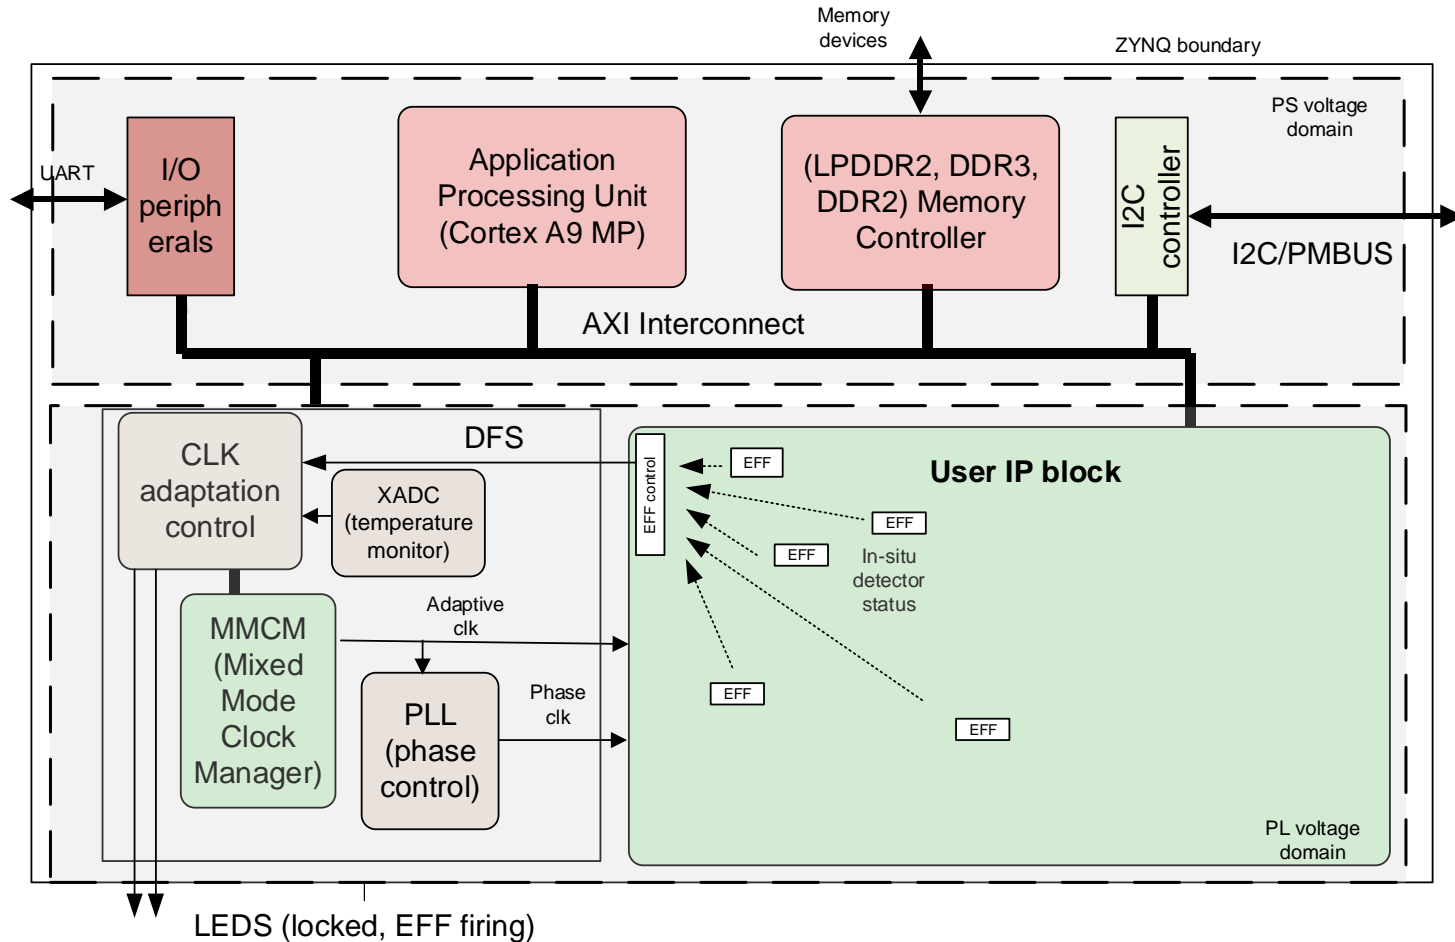 Memory
devices
ZYNQ boundary
PS voltage
domain
UART
I/O
periph
erals
Application
Processing Unit
(Cortex A9 MP)
(LPDDR2, DDR3,
DDR2) Memory
Controller
I2C
controller
I2C/PMBUS
AXI Interconnect
CLK
adaptation
control
DFS
XADC
(temperature
monitor)
EFF control
EFF
User IP block
EFF
EFF
In-situ
detector
status
MMCM
(Mixed
Mode
Clock
Manager)
Adaptive
clk
PLL
(phase
control)
Phase
clk
EFF
EFF
PL voltage
domain
LEDS (locked, EFF firing)